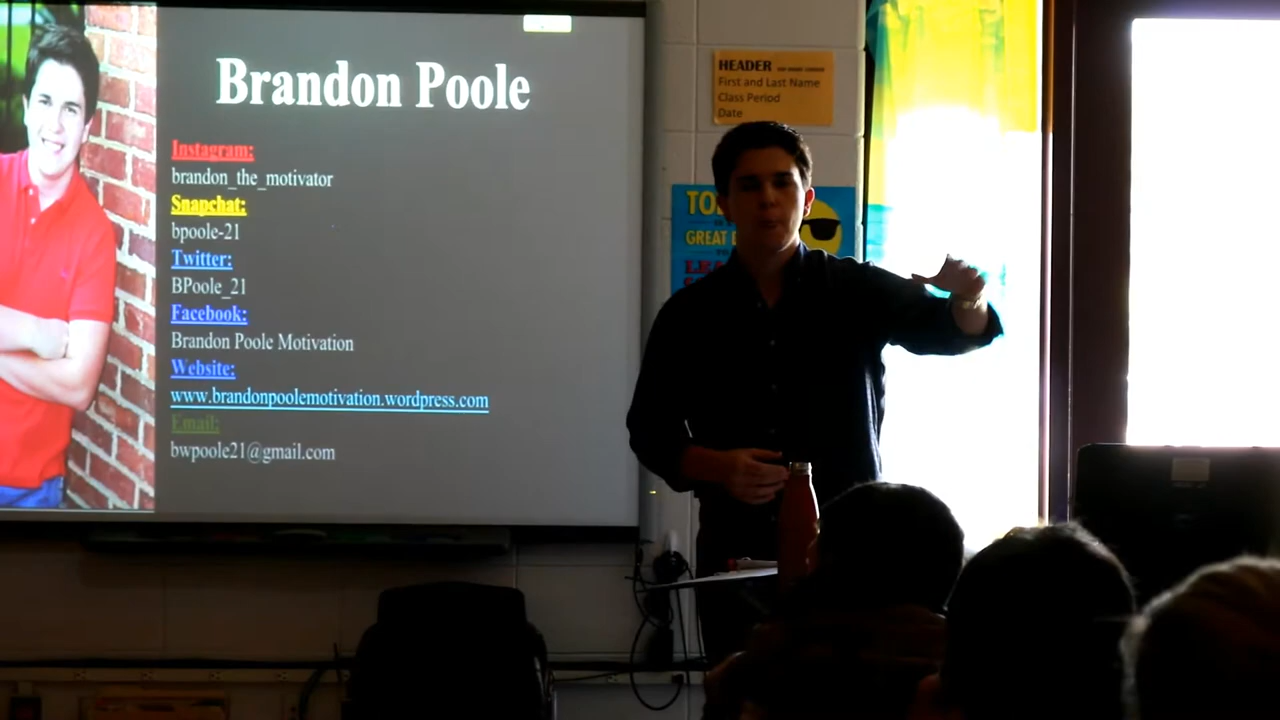 Brandon Poole
Instagram:
brandon_the_motivator
Snapchat:
bpoole-21
Twitter:
BPoole_21
Facebook:
Brandon Poole Motivation
Website:
www.brandonpoolemotivation.wordpress.com
Email:
bwpoole21@gmail.com
HEADER
First and Last Name
Class Period
Date
GREAT